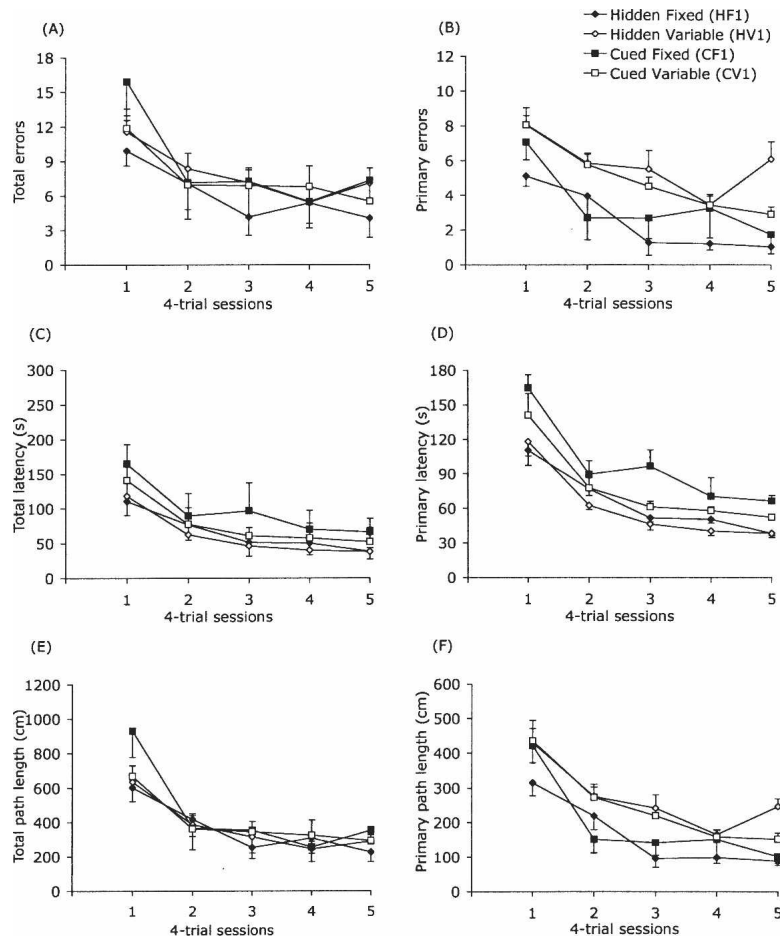 Hidden Fixed (HF1)
Hidden Variable (HV1)
Cued Fixed (CF1)
Cued Variable (CV1)
(A)
Total errors
18
15
12
9
6
3
0
1 2 3 4 5
4-trial sessions
(B)
Primary errors
12
10
8
6
4
2
0
1 2 3 4 5
4-trial sessions
(C)
Total latency (s)
300
250
200
150
100
50
0
1 2 3 4 5
4-trial sessions
(D)
Primary latency (s)
180
150
120
90
60
30
0
1 2 3 4 5
4-trial sessions
(E)
Total path length (cm)
1200
1000
800
600
400
200
0
1 2 3 4 5
4-trial sessions
(F)
Primary path length (cm)
600
500
400
300
200
100
0
1 2 3 4 5
4-trial sessions